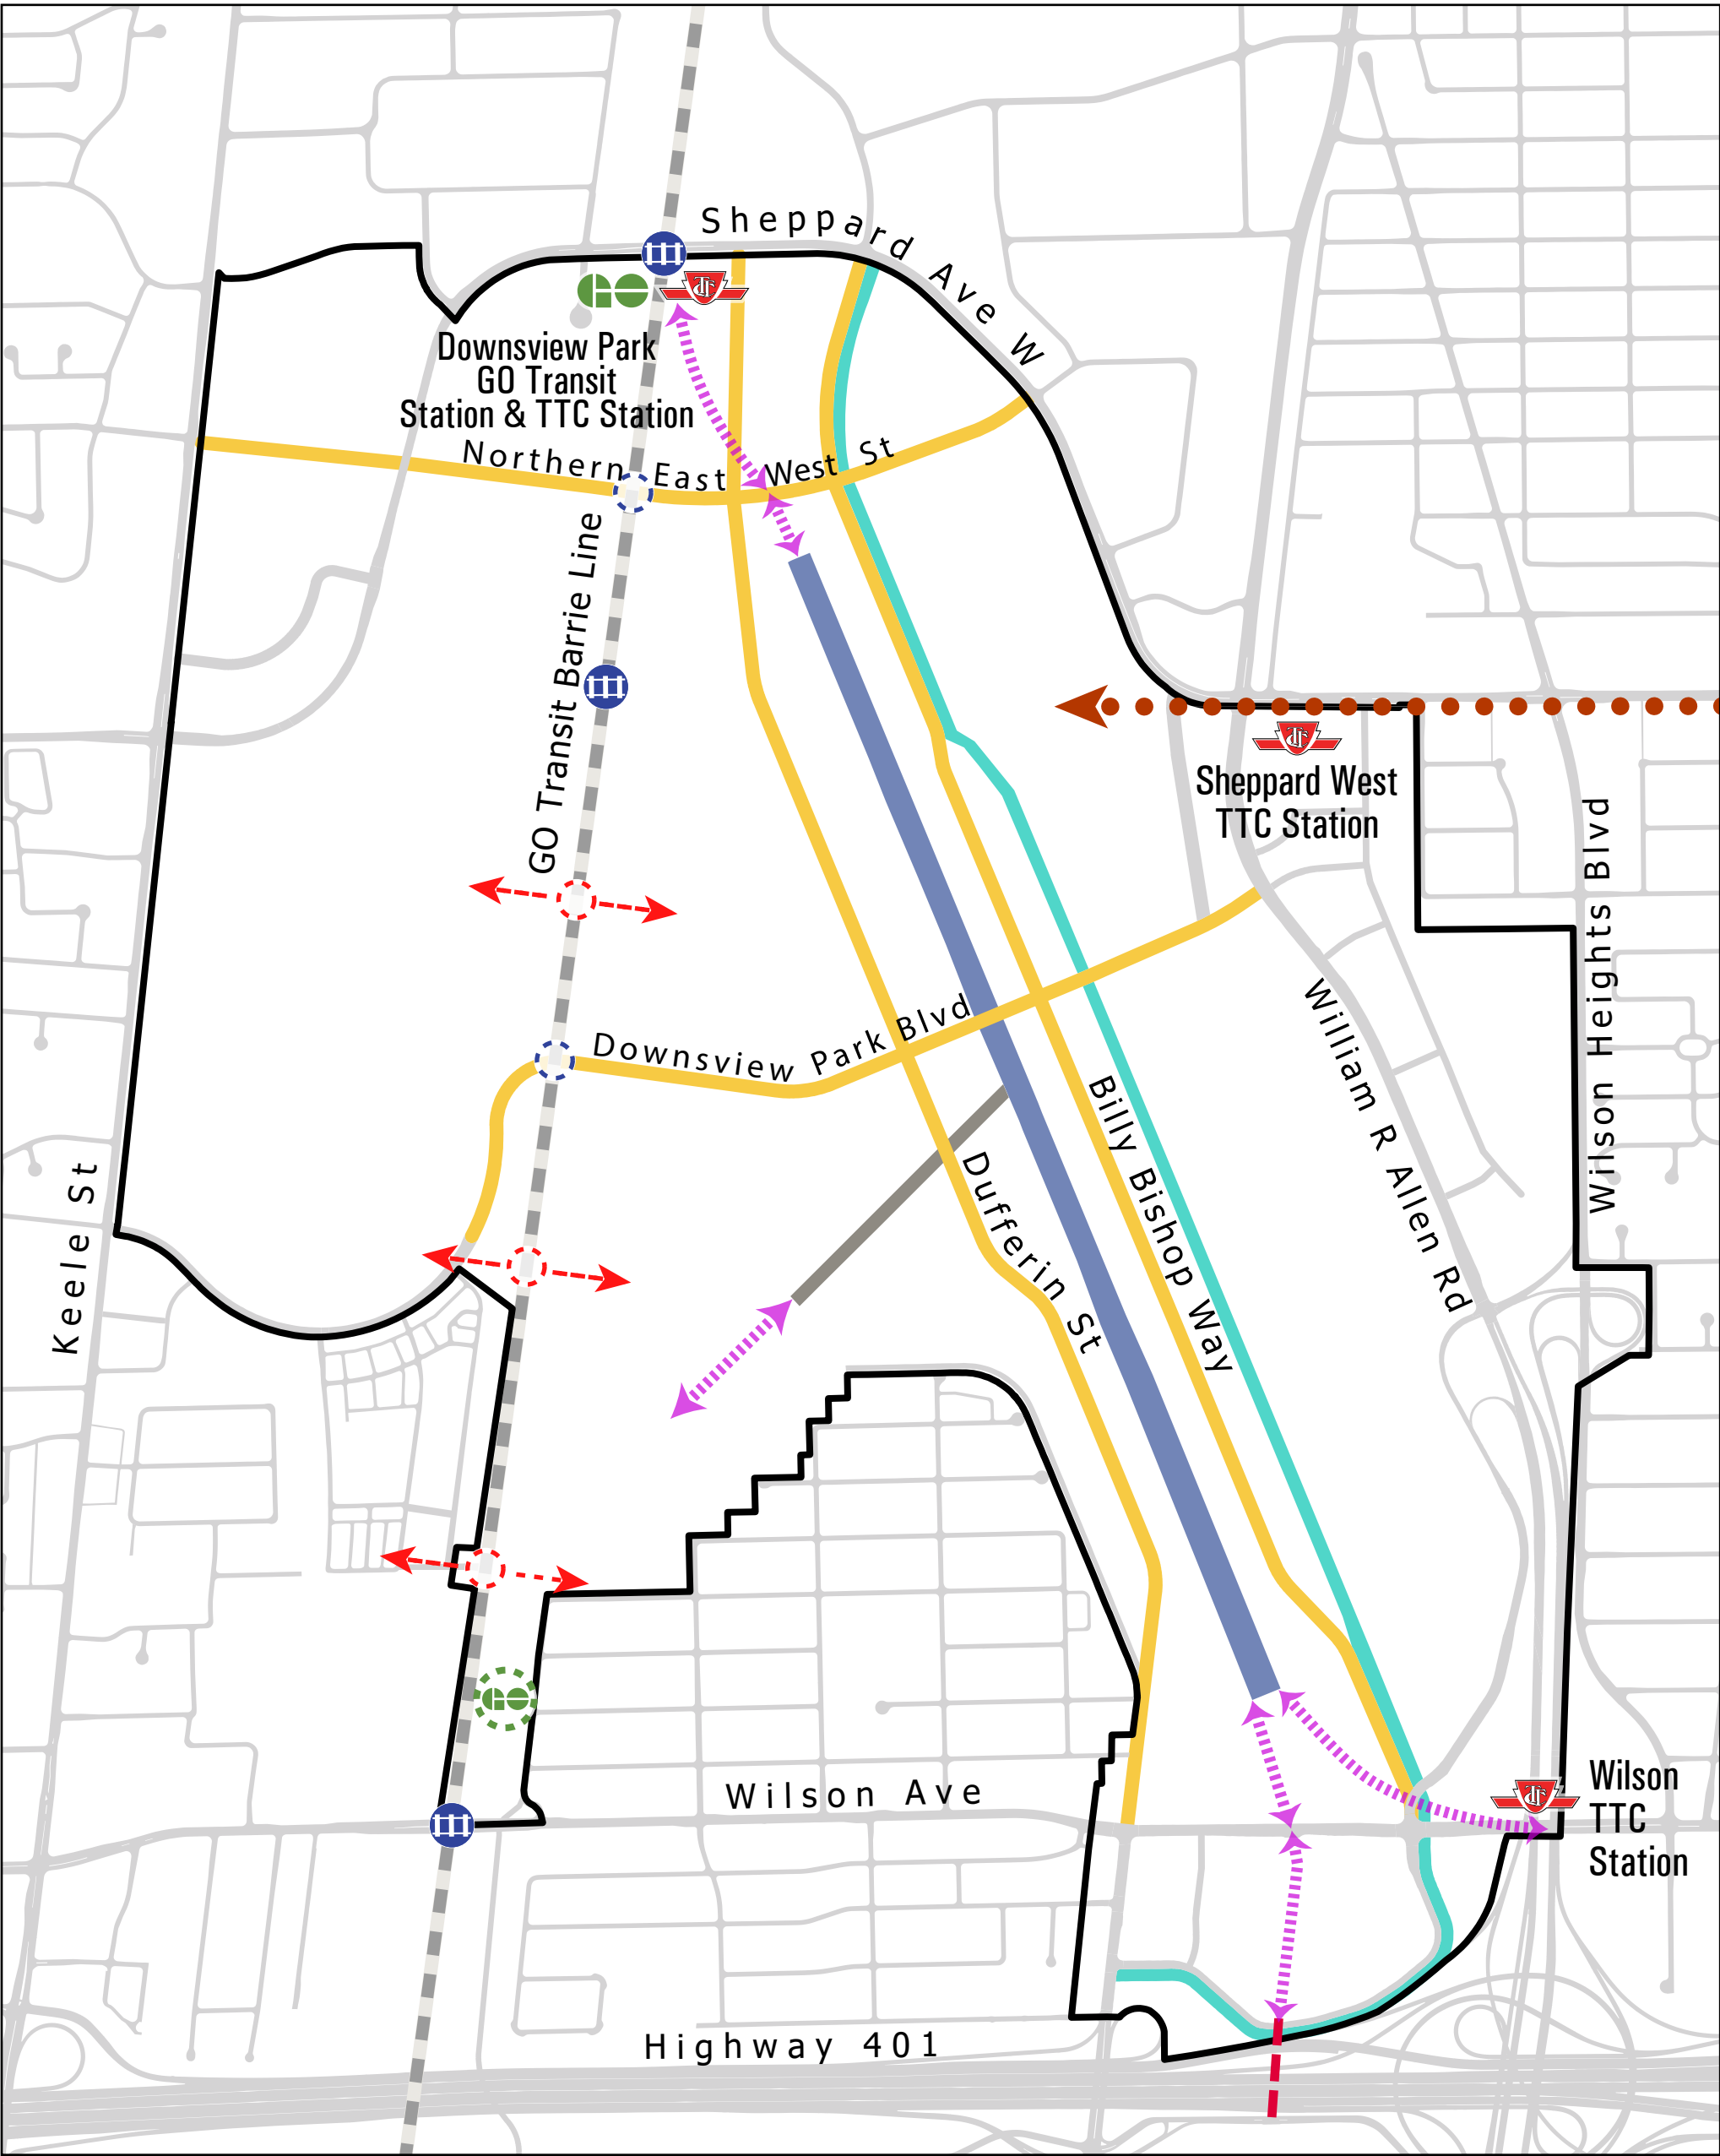 Sheppard Ave W
Downsview Park
GO Transit
Station & TTC Station
Northern East West St
GO Transit Barrie Line
Sheppard West
TTC Station
Wilson Heights Blvd
William R Allen Rd
Downsview Park Blvd
Billy Bishop Way
Dufferin St
Keele St
Wilson Ave
Wilson
TTC
Station
Highway 401